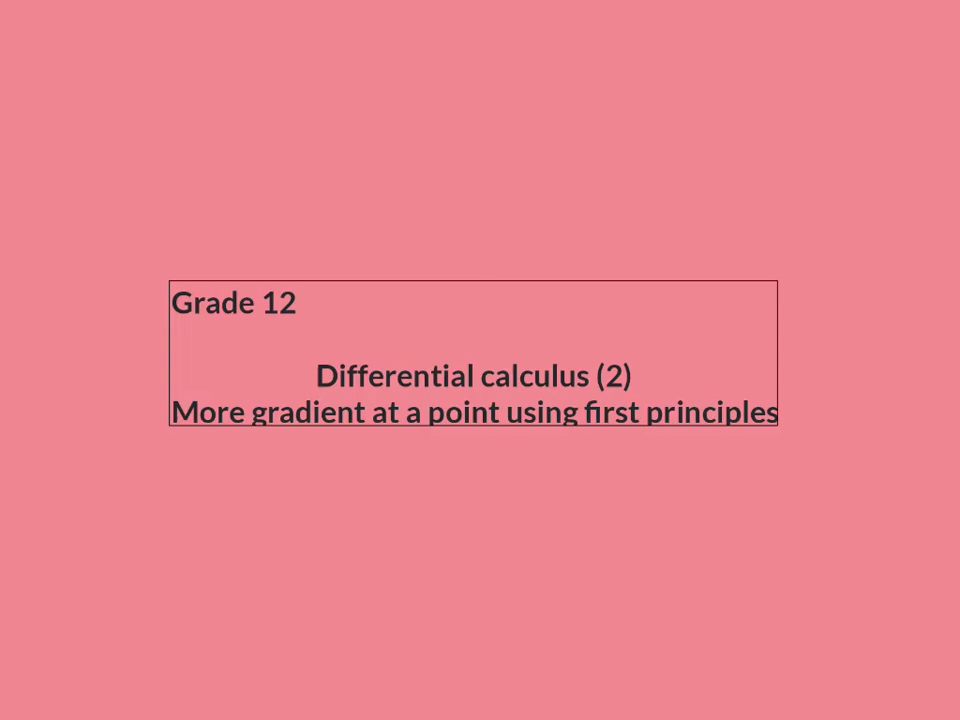 Grade 12
Differential calculus (2)
More gradient at a point using first principles